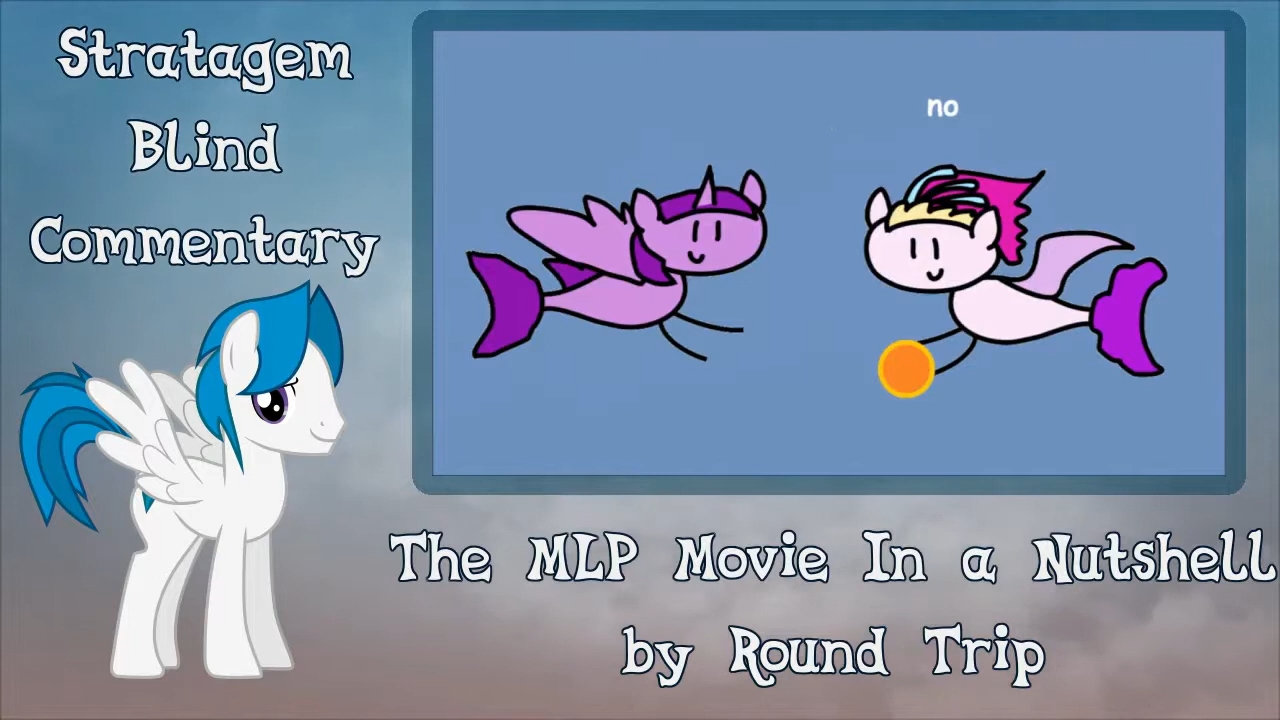 Stratagem
Blind
Commentary
no
The MLP Movie In a Nutshell
by Round Trip